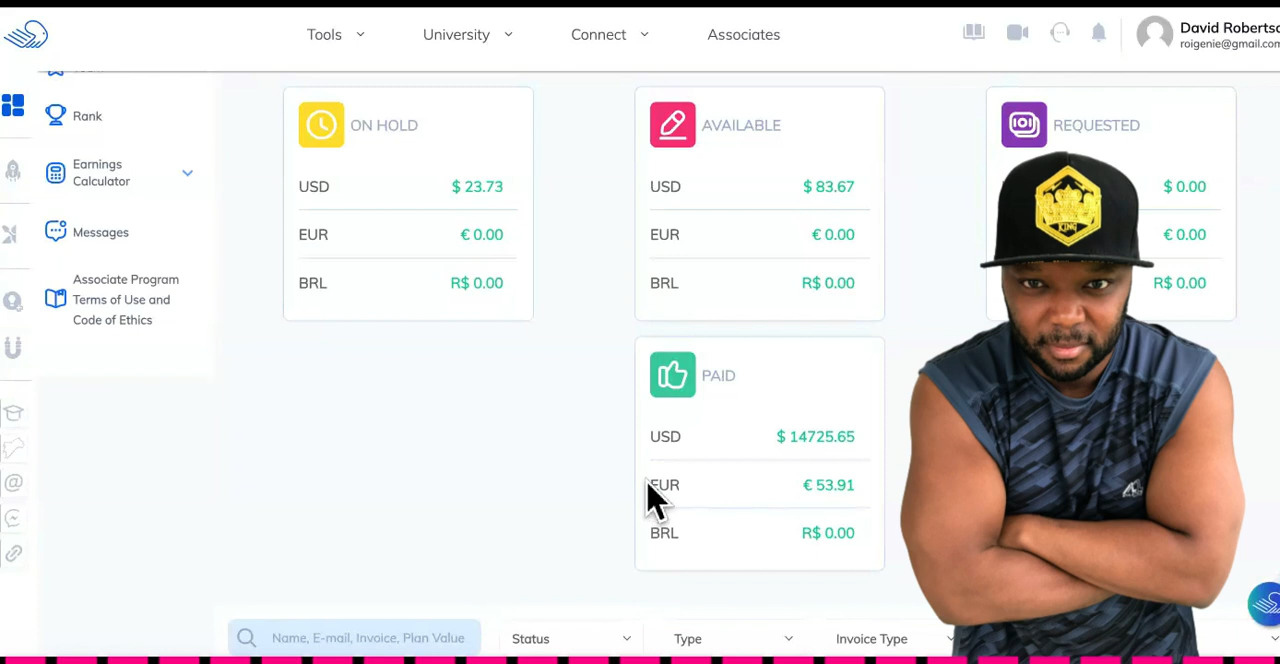 Tools
University
Connect
Associates
David Robertso
roigenie@gmail.com
Rank
Earnings
Calculator
Messages
Associate Program
Terms of Use and
Code of Ethics
ON HOLD
USD $ 23.73
EUR € 0.00
BRL R$ 0.00
AVAILABLE
USD $ 83.67
EUR € 0.00
BRL R$ 0.00
REQUESTED
$ 0.00
€ 0.00
R$ 0.00
KING
PAID
USD $ 14725.65
EUR € 53.91
BRL R$ 0.00
Name, E-mail, Invoice, Plan Value
Status
Type
Invoice Type